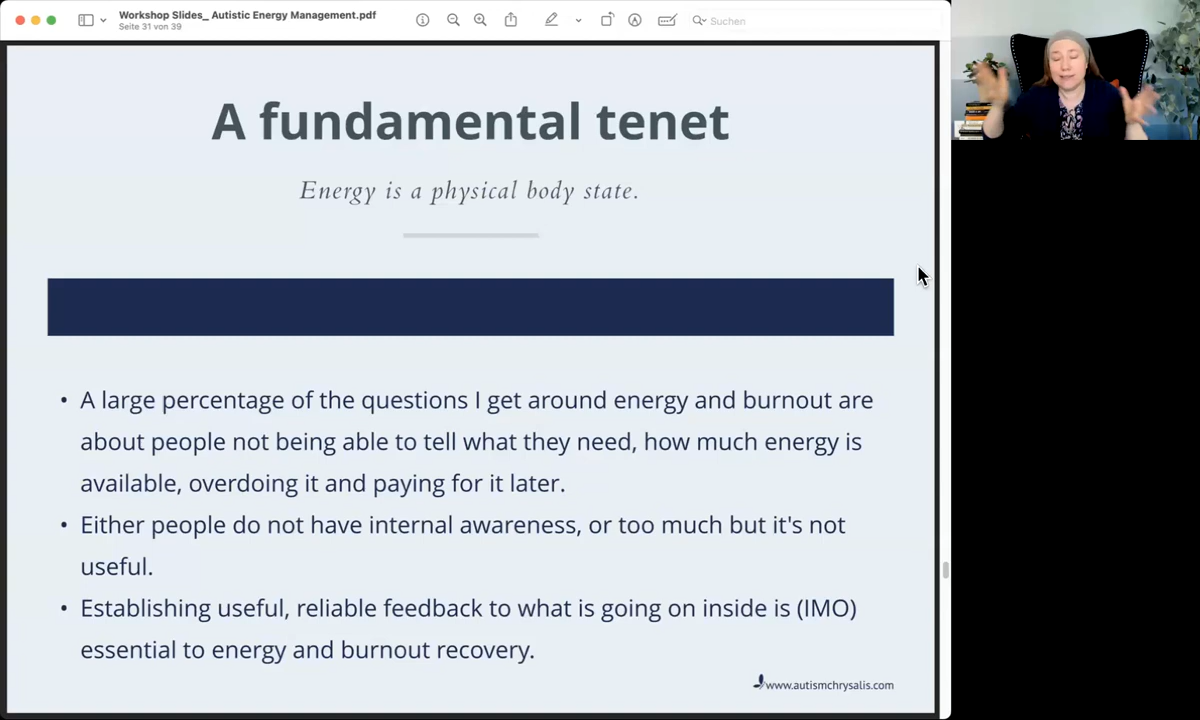 Workshop Slides_ Autistic Energy Management.pdf
Seite 31 von 39
Suchen
A fundamental tenet
Energy is a physical body state.
• A large percentage of the questions I get around energy and burnout are
about people not being able to tell what they need, how much energy is
available, overdoing it and paying for it later.
• Either people do not have internal awareness, or too much but it's not
useful.
• Establishing useful, reliable feedback to what is going on inside is (IMO)
essential to energy and burnout recovery.
www.autismchrysalis.com